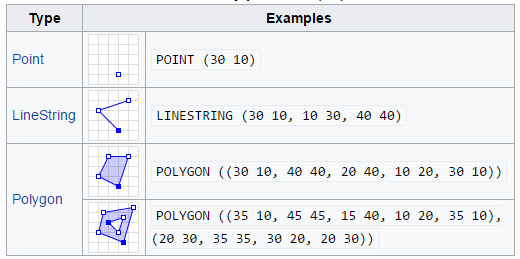 Type Examples
Point POINT (30 10)
LineString LINESTRING (30 10, 10 30, 40 40)
POLYGON ((30 10, 40 40, 20 40, 10 20, 30 10))
Polygon
POLYGON ((35 10, 45 45, 15 40, 10 20, 35 10),
(20 30, 35 35, 30 20, 20 30))